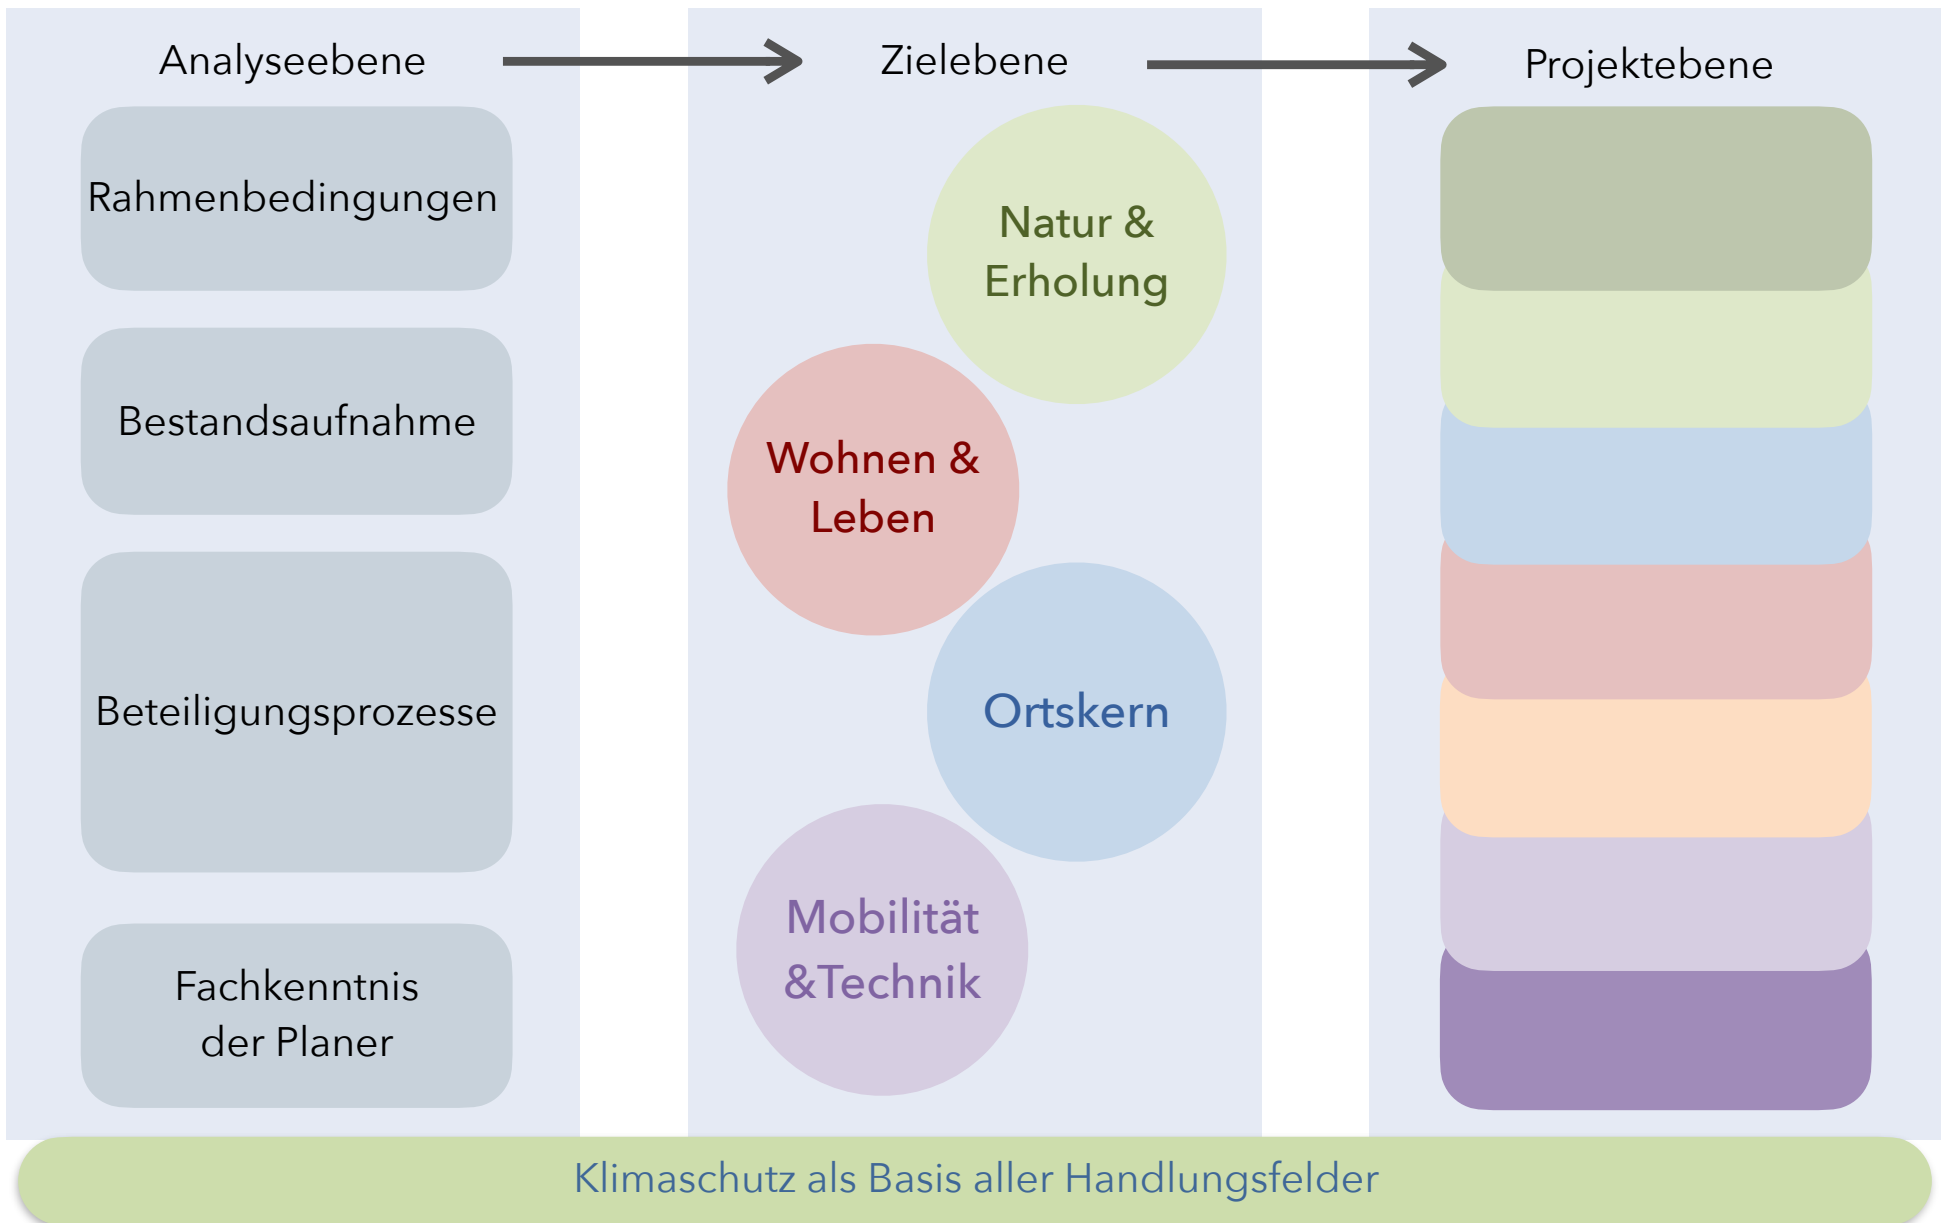 Analyseebene
Rahmenbedingungen
Bestandsaufnahme
Beteiligungsprozesse
Fachkenntnis
der Planer
Zielebene
Natur &
Erholung
Wohnen &
Leben
Ortskern
Mobilität
&Technik
Projektebene
Klimaschutz als Basis aller Handlungsfelder